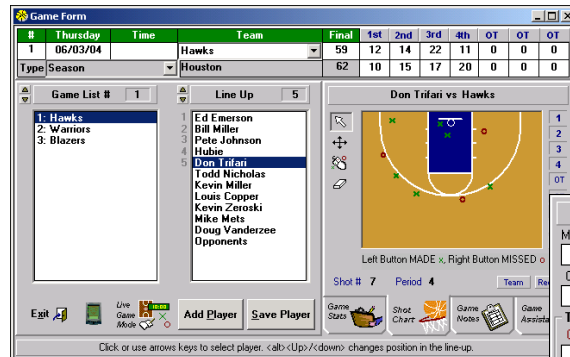 Game Form
# Thursday Time Team Final 1st 2nd 3rd 4th OT OT OT
1 06/03/04 Hawks 59 12 14 22 11 0 0 0
Type Season Houston 62 10 15 17 20 0 0 0
Game List # 1 Line Up 5 Don Trifari vs Hawks
1: Hawks
2: Warriors
3: Blazers
1 Ed Emerson
2 Bill Miller
3 Pete Johnson
4 Hubie
5 Don Trifari
Todd Nicholas
Kevin Miller
Louis Copper
Kevin Zeroski
Mike Mets
Doug Vanderzee
Opponents
1
2
3
4
OT
Left Button MADE x, Right Button MISSED o
Shot # 7 Period 4 Team Re
Exit Live Game Mode 10:00 Add Player Save Player
Game Stats Shot Chart Game Notes Game Assista
Click or use arrows keys to select player. <alt><Up>/<down> changes position in the line-up.
M